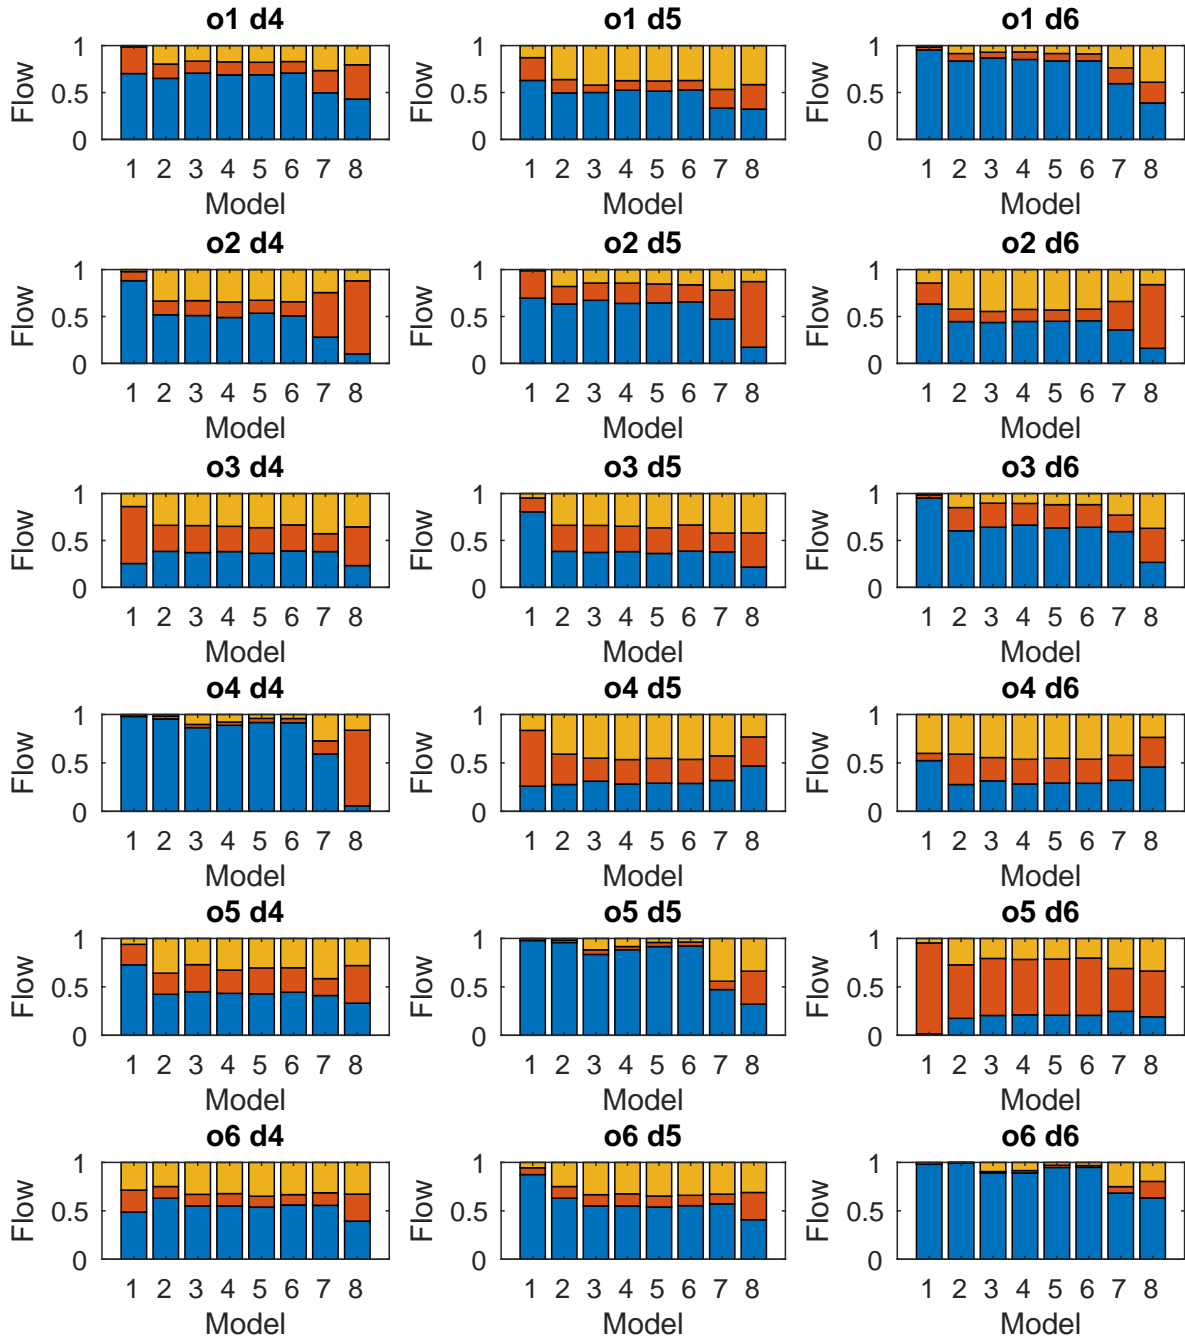 o1 d4 o1 d5 o1 d6
1 1 1
Flow 0.5 Flow 0.5 Flow 0.5
0 0 0
1 2 3 4 5 6 7 8 1 2 3 4 5 6 7 8 1 2 3 4 5 6 7 8
Model Model Model
o2 d4 o2 d5 o2 d6
1 1 1
Flow 0.5 Flow 0.5 Flow 0.5
0 0 0
1 2 3 4 5 6 7 8 1 2 3 4 5 6 7 8 1 2 3 4 5 6 7 8
Model Model Model
o3 d4 o3 d5 o3 d6
1 1 1
Flow 0.5 Flow 0.5 Flow 0.5
0 0 0
1 2 3 4 5 6 7 8 1 2 3 4 5 6 7 8 1 2 3 4 5 6 7 8
Model Model Model
o4 d4 o4 d5 o4 d6
1 1 1
Flow 0.5 Flow 0.5 Flow 0.5
0 0 0
1 2 3 4 5 6 7 8 1 2 3 4 5 6 7 8 1 2 3 4 5 6 7 8
Model Model Model
o5 d4 o5 d5 o5 d6
1 1 1
Flow 0.5 Flow 0.5 Flow 0.5
0 0 0
1 2 3 4 5 6 7 8 1 2 3 4 5 6 7 8 1 2 3 4 5 6 7 8
Model Model Model
o6 d4 o6 d5 o6 d6
1 1 1
Flow 0.5 Flow 0.5 Flow 0.5
0 0 0
1 2 3 4 5 6 7 8 1 2 3 4 5 6 7 8 1 2 3 4 5 6 7 8
Model Model Model